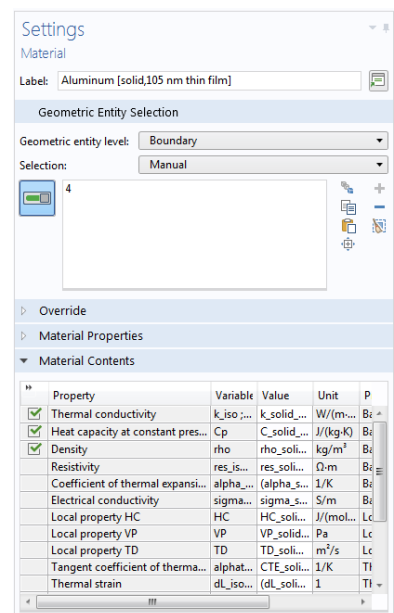 Settings
Material
Label: Aluminum [solid,105 nm thin film]
Geometric Entity Selection
Geometric entity level: Boundary
Selection: Manual
4
Override
Material Properties
Material Contents
Property Variable Value Unit P
Thermal conductivity k_iso ;... k_solid_... W/(m·... Ba
Heat capacity at constant pres... Cp C_solid_... J/(kg·K) Ba
Density rho rho_soli... kg/m³ Ba
Resistivity res_is... res_soli... Ω·m Ba
Coefficient of thermal expansi... alpha_... (alpha_s... 1/K Ba
Electrical conductivity sigma... sigma_s... S/m Ba
Local property HC HC HC_soli... J/(mol... Lo
Local property VP VP VP_solid... Pa Lo
Local property TD TD TD_soli... m²/s Lo
Tangent coefficient of therma... alphat... CTE_soli... 1/K Th
Thermal strain dL_iso... (dL_soli... 1 Th